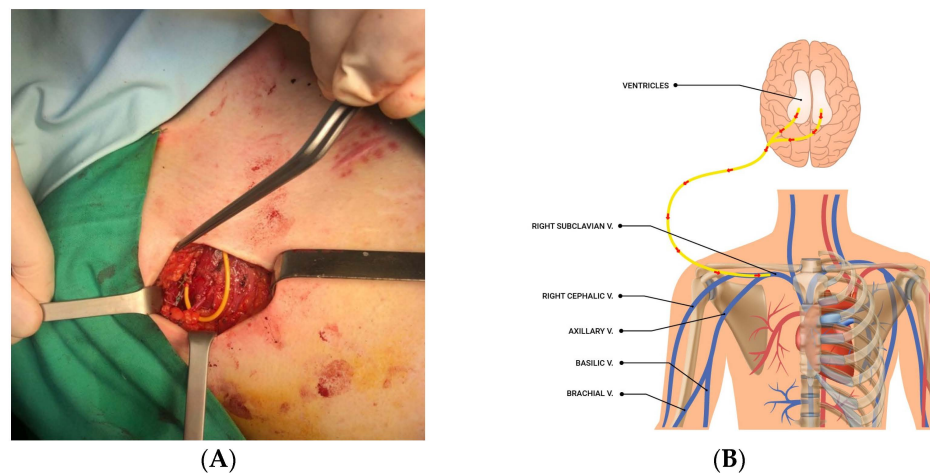 VENTRICLES
RIGHT SUBCLAVIAN V.
RIGHT CEPHALIC V.
AXILLARY V.
BASILIC V.
BRACHIAL V.
(A)
(B)